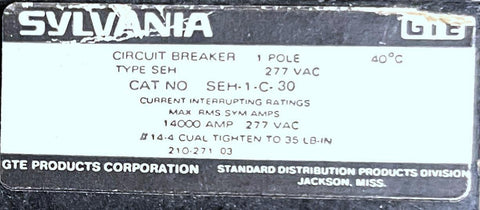 SYLVANIA GTE
CIRCUIT BREAKER 1 POLE 40°C
TYPE SEH 277 VAC
CAT NO SEH-1-C-30
CURRENT INTERRUPTING RATINGS
MAX RMS SYM AMPS
14000 AMP 277 VAC
#14-4 CUAL TIGHTEN TO 35 LB-IN
210-271 03
GTE PRODUCTS CORPORATION STANDARD DISTRIBUTION PRODUCTS DIVISION
JACKSON, MISS.